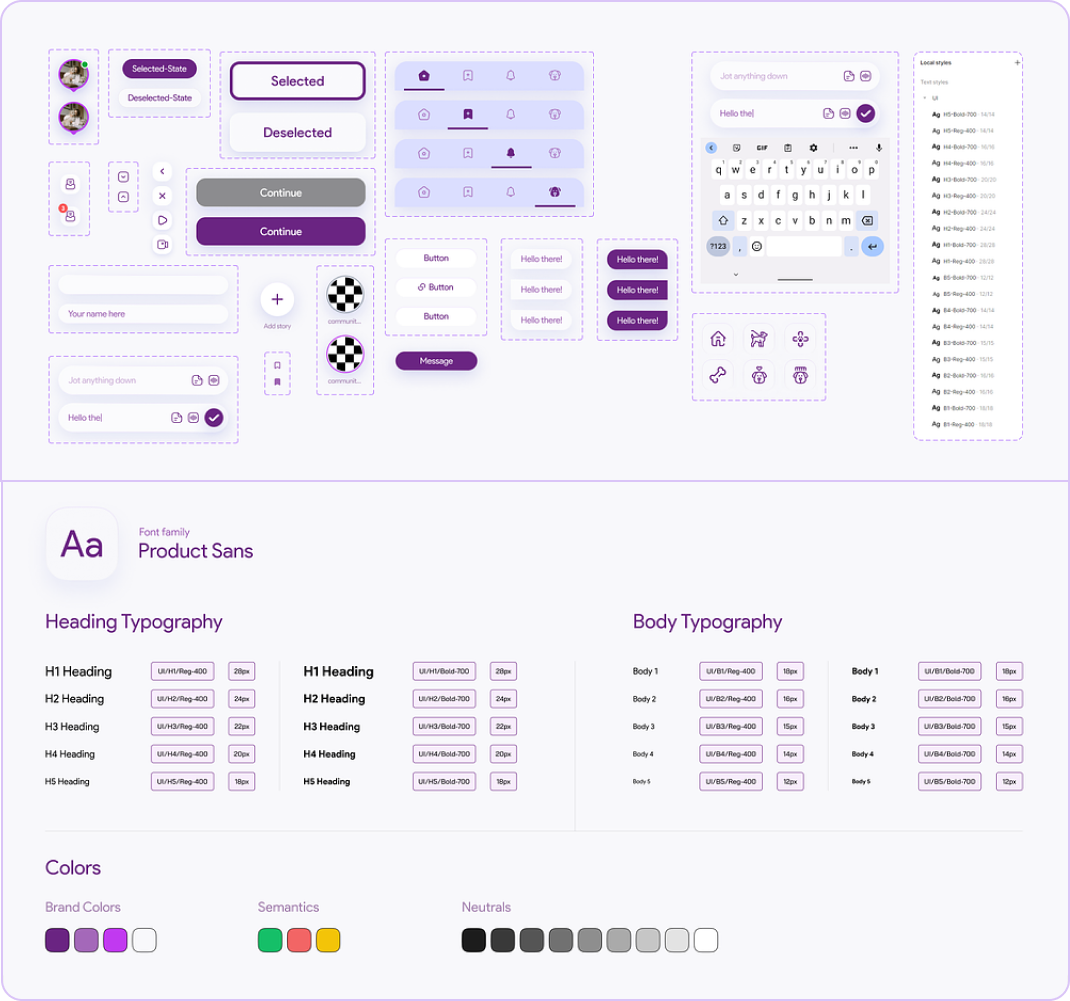 Selected-State
Deselected-State
Selected
Deselected
3
Continue
Continue
Your name here
Add story
communit...
communit...
Jot anything down
Hello the
Button
Button
Button
Message
Hello there!
Hello there!
Hello there!
Hello there!
Hello there!
Hello there!
Jot anything down
Hello the
GIF
1 2 3 4 5 6 7 8 9 0
q w e r t y u i o p
a s d f g h j k l
z x c v b n m
?123 , .
Local styles +
Text styles
UI
Ag H5-Bold-700 · 14/14
Ag H5-Reg-400 · 14/14
Ag H4-Bold-700 · 16/16
Ag H4-Reg-400 · 16/16
Ag H3-Bold-700 · 20/20
Ag H3-Reg-400 · 20/20
Ag H2-Bold-700 · 24/24
Ag H2-Reg-400 · 24/24
Ag H1-Bold-700 · 28/28
Ag H1-Reg-400 · 28/28
Ag B5-Bold-700 · 12/12
Ag B5-Reg-400 · 12/12
Ag B4-Bold-700 · 14/14
Ag B4-Reg-400 · 14/14
Ag B3-Bold-700 · 15/15
Ag B3-Reg-400 · 15/15
Ag B2-Bold-700 · 16/16
Ag B2-Reg-400 · 16/16
Ag B1-Bold-700 · 18/18
Ag B1-Reg-400 · 18/18
Aa
Font family
Product Sans
Heading Typography
H1 Heading UI/H1/Reg-400 28px H1 Heading UI/H1/Bold-700 28px
H2 Heading UI/H2/Reg-400 24px H2 Heading UI/H2/Bold-700 24px
H3 Heading UI/H3/Reg-400 22px H3 Heading UI/H3/Bold-700 22px
H4 Heading UI/H4/Reg-400 20px H4 Heading UI/H4/Bold-700 20px
H5 Heading UI/H5/Reg-400 18px H5 Heading UI/H5/Bold-700 18px
Body Typography
Body 1 UI/B1/Reg-400 18px Body 1 UI/B1/Bold-700 18px
Body 2 UI/B2/Reg-400 16px Body 2 UI/B2/Bold-700 16px
Body 3 UI/B3/Reg-400 15px Body 3 UI/B3/Bold-700 15px
Body 4 UI/B4/Reg-400 14px Body 4 UI/B4/Bold-700 14px
Body 5 UI/B5/Reg-400 12px Body 5 UI/B5/Bold-700 12px
Colors
Brand Colors
Semantics
Neutrals